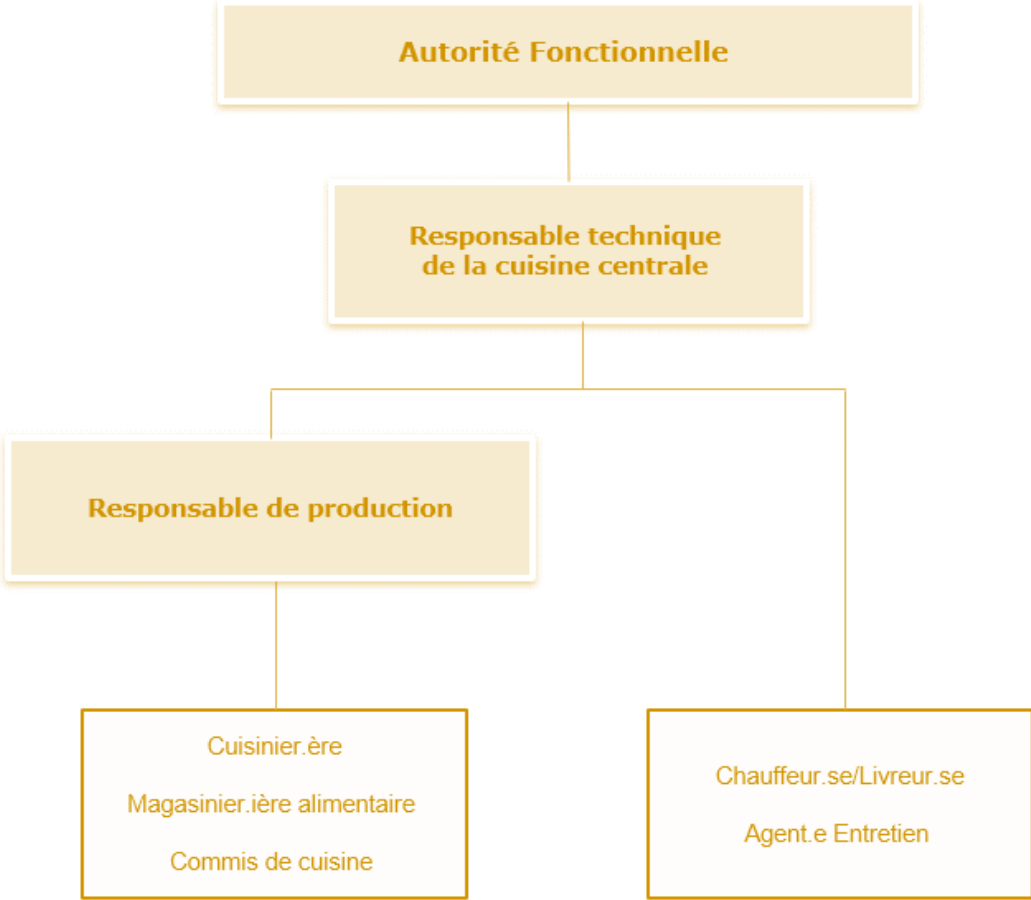 Autorité Fonctionnelle
Responsable technique
de la cuisine centrale
Responsable de production
Cuisinier.ère
Magasinier.ière alimentaire
Commis de cuisine
Chauffeur.se/Livreur.se
Agent.e Entretien